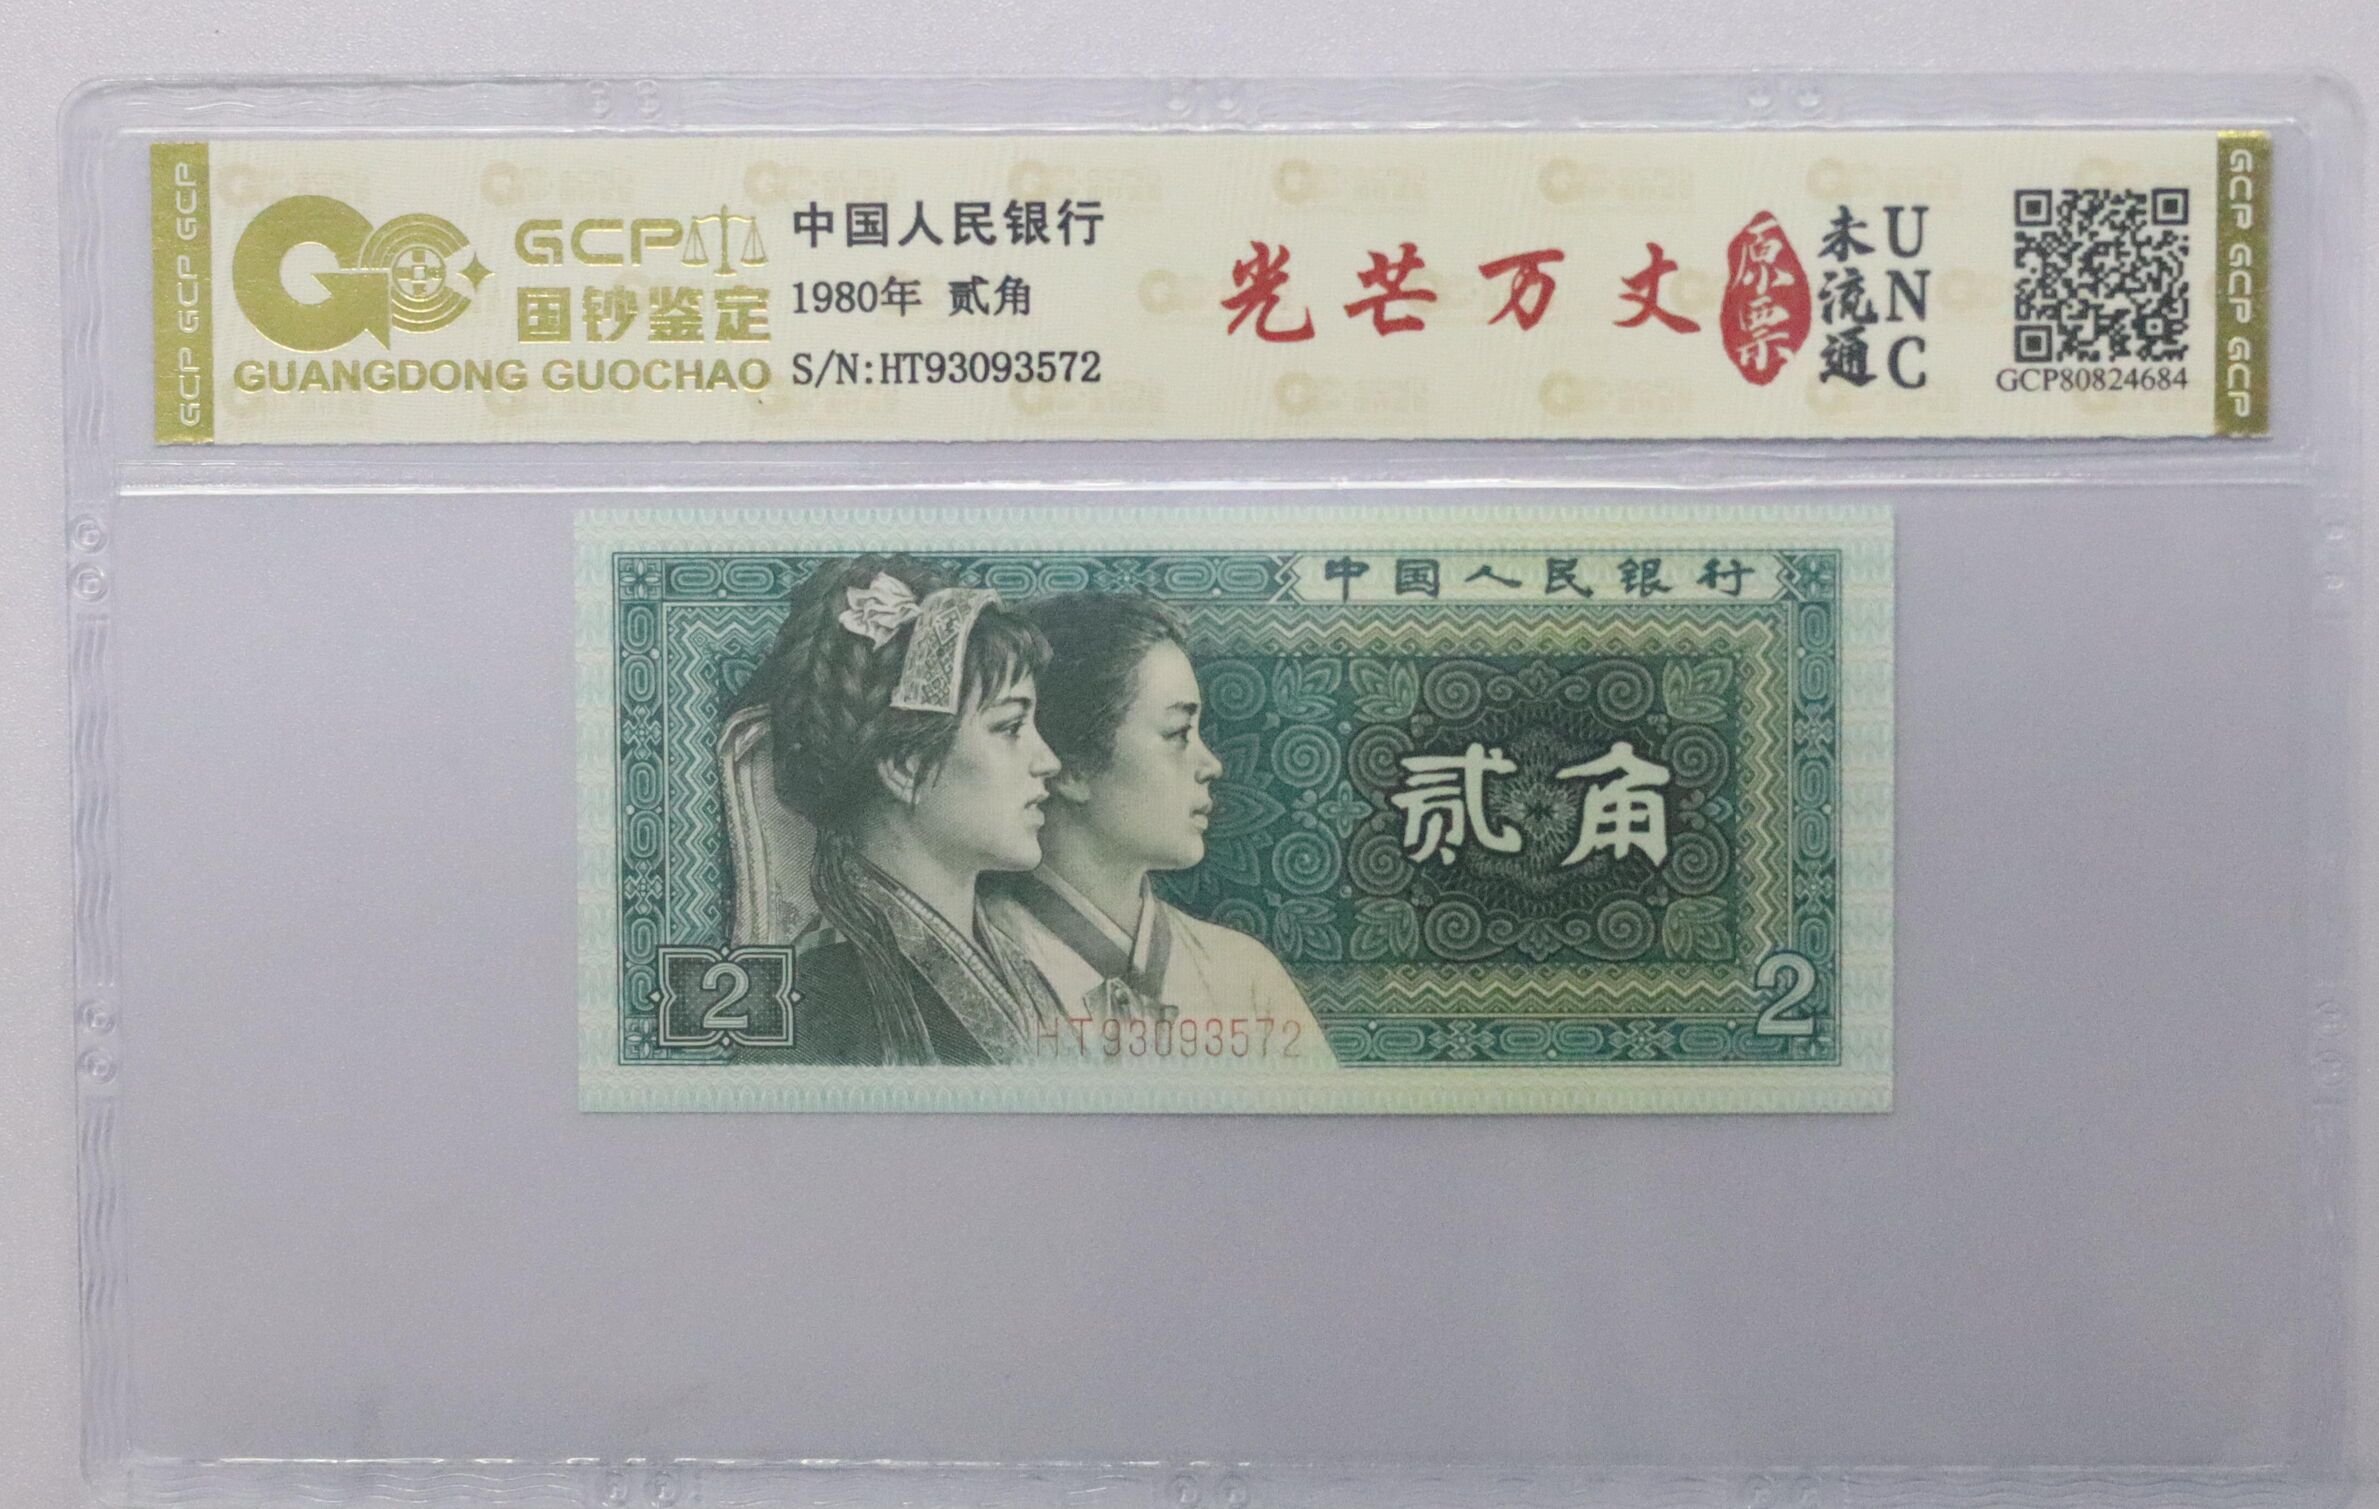 GCP GCP GCP
GCP
国钞鉴定
GUANGDONG GUOCHAO
中国人民银行
1980年 贰角
S/N:HT93093572
光芒万丈
原票
未流通
UNC
GCP80824684
GCP GCP GCP
中国人民银行
贰角
2
2
HT93093572